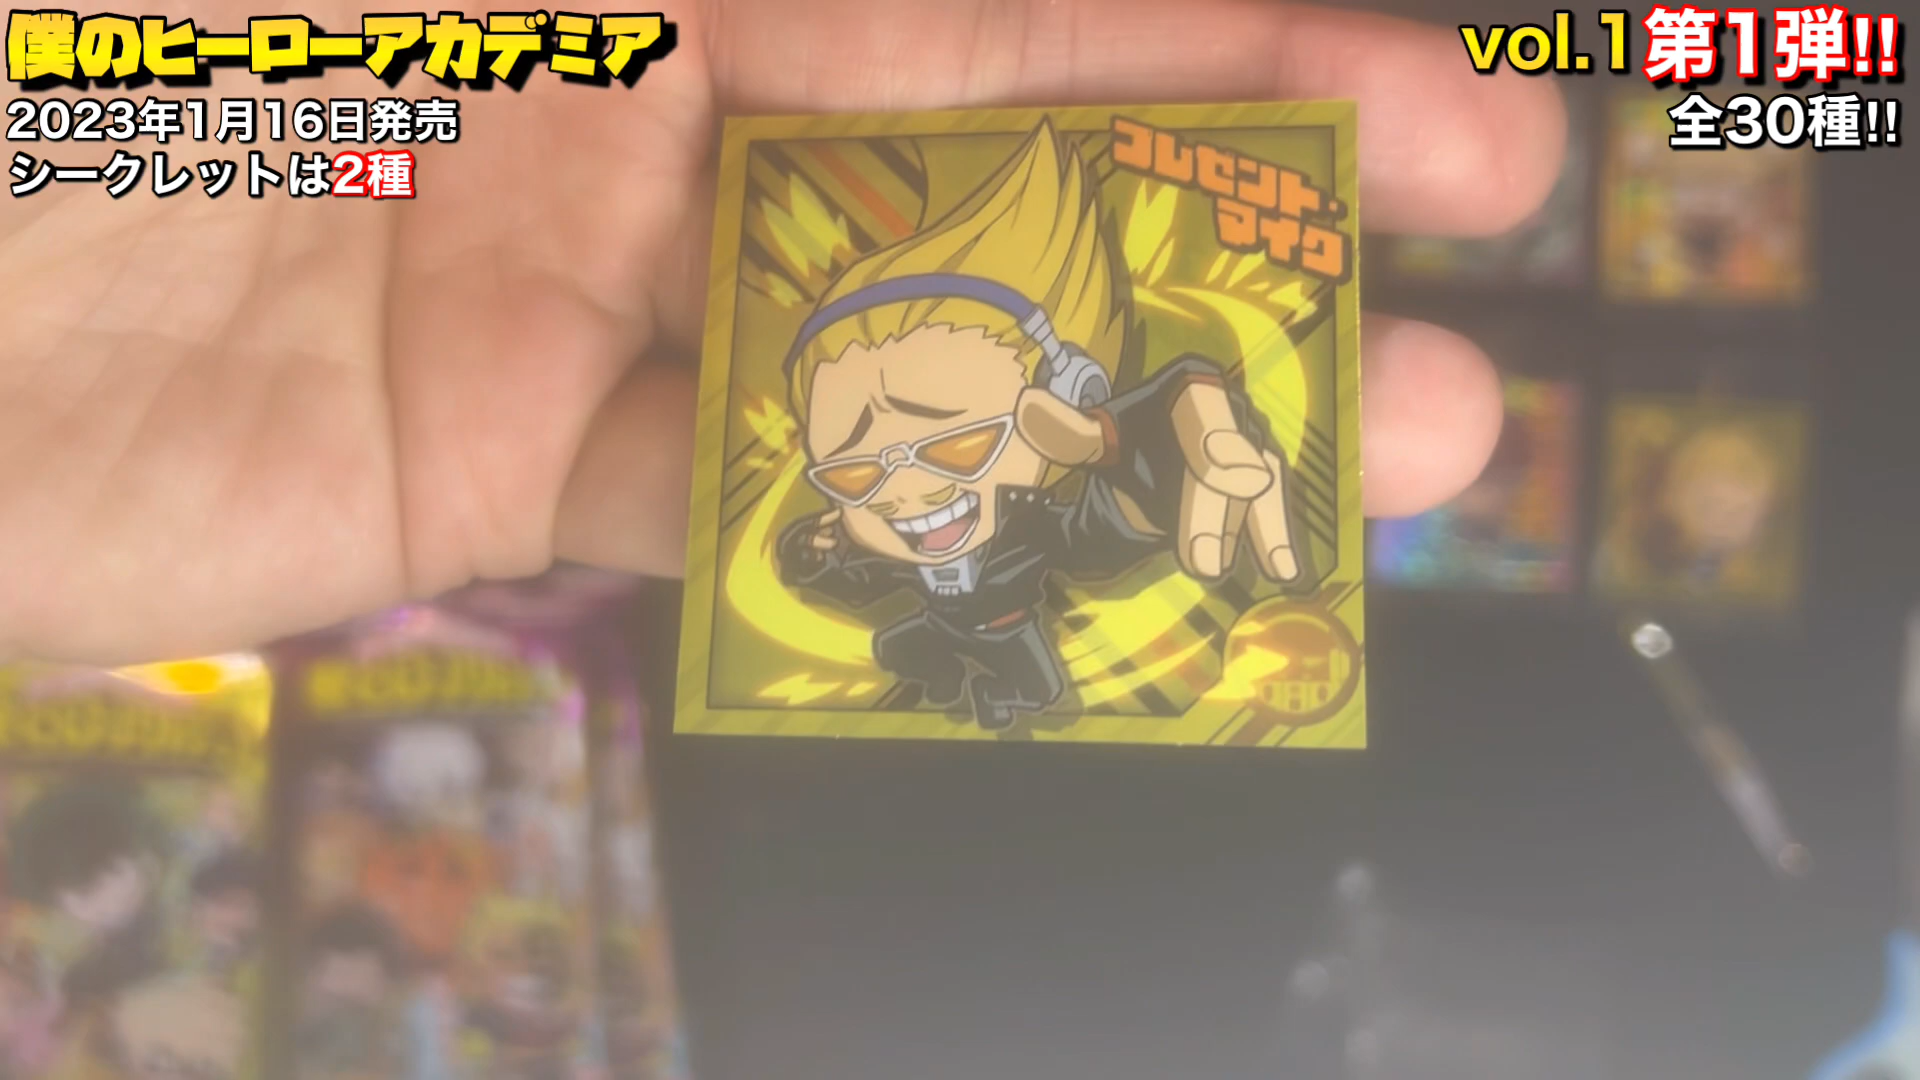 僕のヒーローアカデミア
2023年1月16日発売
シークレットは2種
vol.1第1弾!!
全30種!!
プレゼント・
マイク